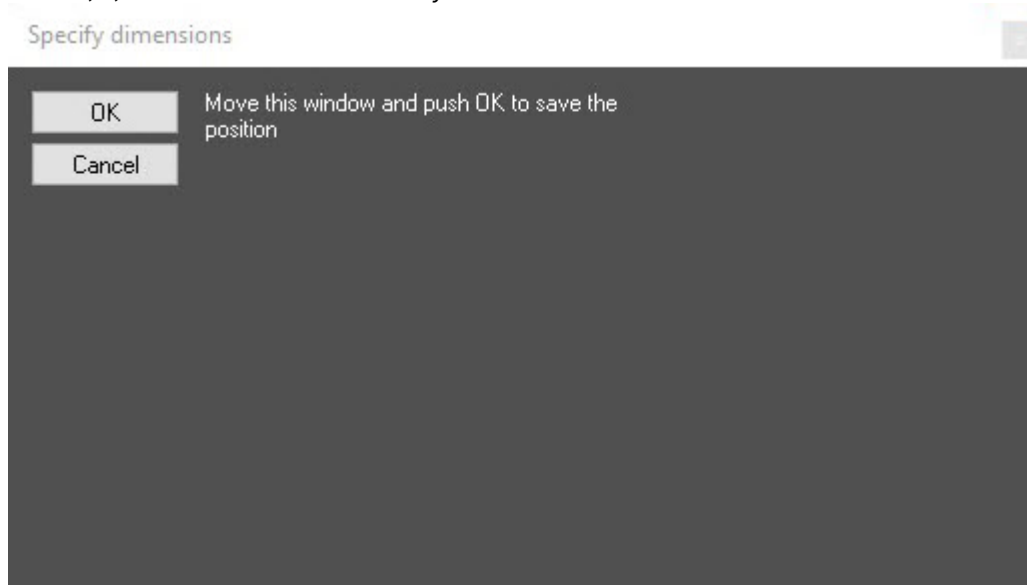 Specify dimensions
OK
Move this window and push OK to save the
position
Cancel